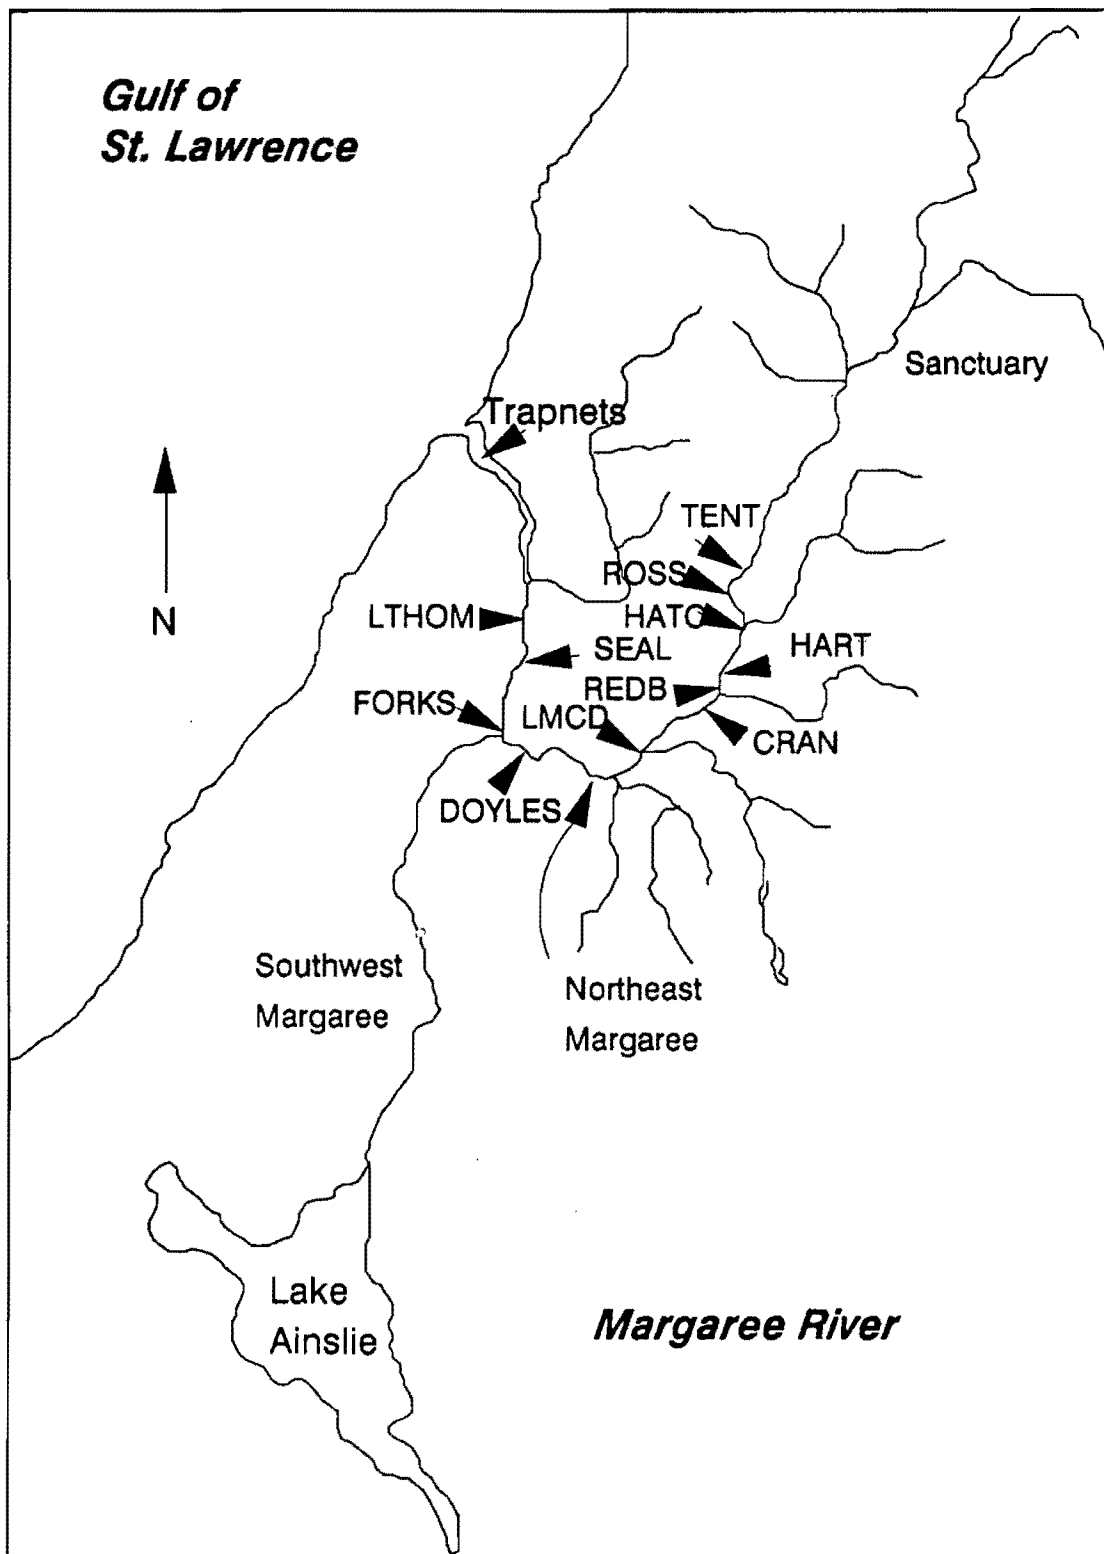 Gulf of
St. Lawrence
Sanctuary
Trapnets
TENT
ROSS
N
LTHOM
HATC
SEAL
HART
REDB
FORKS
LMCD
CRAN
DOYLES
Southwest
Margaree
Northeast
Margaree
Lake
Ainslie
Margaree River